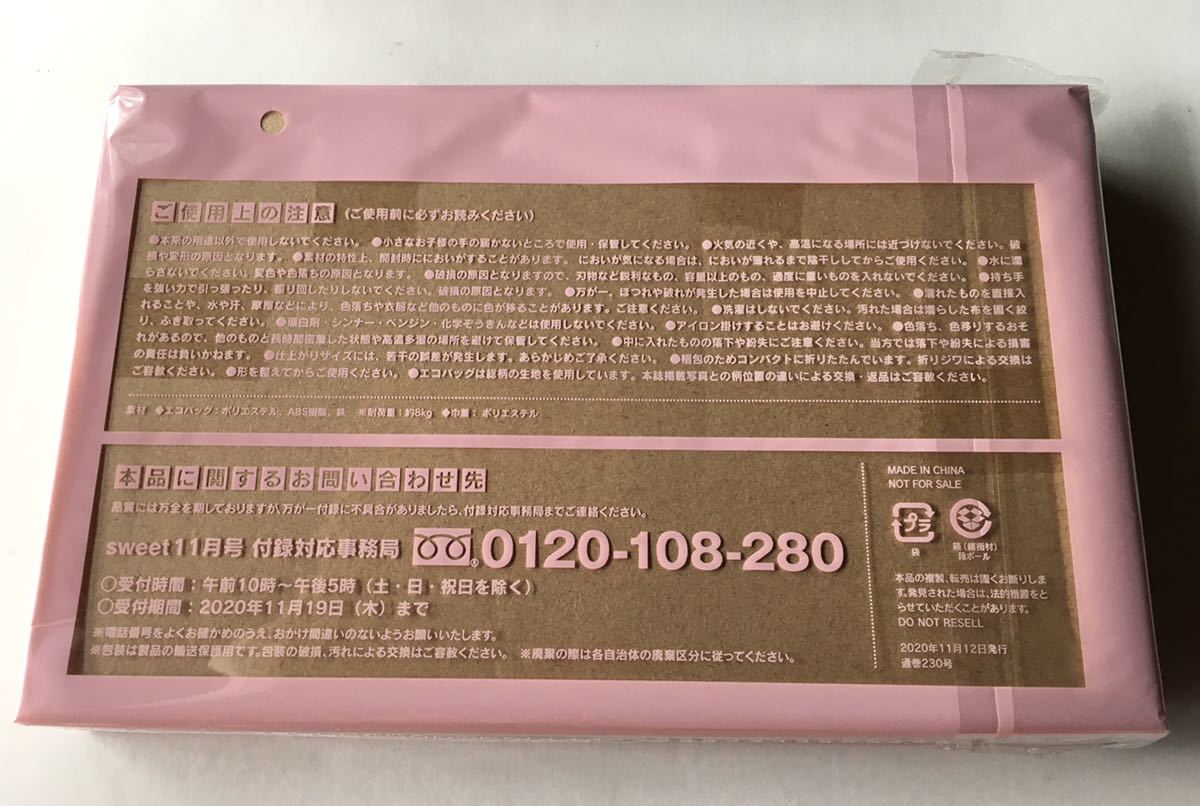 ご使用上の注意（ご使用前に必ずお読みください）
●本来の用途以外で使用しないでください。 ●小さなお子様の手の届かないところで使用・保管してください。 ●火気の近くや、高温になる場所には近づけないでください。破
損や変形の原因となります。 ●素材の特性上、開封時ににおいがすることがあります。 においが気になる場合は、においが薄れるまで陰干ししてからご使用ください。 ●水に濡
らさないでください。変色や色落ちの原因となります。 ●破損の原因となりますので、刃物など鋭利なもの、容量以上のもの、過度に重いものを入れないでください。 ●持ち手
を強い力で引っ張ったり、振り回したりしないでください。破損の原因となります。 ●万が一、ほつれや破れが発生した場合は使用を中止してください。 ●濡れたものを直接入
れることや、水や汗、摩擦などにより、色落ちや衣服など他のものに色が移ることがあります。ご注意ください。 ●洗濯はしないでください。汚れた場合は濡らした布を固く絞
り、ふき取ってください。 ●漂白剤・シンナー・ベンジン・化学ぞうきんなどは使用しないでください。 ●アイロン掛けすることはお避けください。 ●色落ち、色移りするおそ
れがあるので、他のものと長時間密着した状態や高温多湿の場所を避けて保管してください。 ●中に入れたものの落下や紛失にご注意ください。当方では落下や紛失による損害
の責任は負いかねます。 ●仕上がりサイズには、若干の誤差が発生します。あらかじめご了承ください。 ●梱包のためコンパクトに折りたたんでいます。折りジワによる交換は
ご容赦ください。 ●形を整えてからご使用ください。 ●エコバッグは総柄の生地を使用しています。本誌掲載写真との柄位置の違いによる交換・返品はご容赦ください。
素材 ◆エコバッグ：ポリエステル、ABS樹脂、鉄 ※耐荷重：約8kg ◆巾着：ポリエステル
本品に関するお問い合わせ先
品質には万全を期しておりますが、万が一付録に不具合がありましたら、付録対応事務局までご連絡ください。
sweet11月号 付録対応事務局 0120-108-280
○受付時間：午前10時～午後5時（土・日・祝日を除く）
○受付期間：2020年11月19日（木）まで
※電話番号をよくお確かめのうえ、おかけ間違いのないようお願いいたします。
※包装は製品の輸送保護用です。包装の破損、汚れによる交換はご容赦ください。 ※廃棄の際は各自治体の廃棄区分に従ってください。
MADE IN CHINA
NOT FOR SALE
プラ
袋
箱（緩衝材）
段ボール
本品の複製、転売は固くお断りしま
す。発見された場合は、法的措置をと
らせていただくことがあります。
DO NOT RESELL
2020年11月12日発行
通巻230号